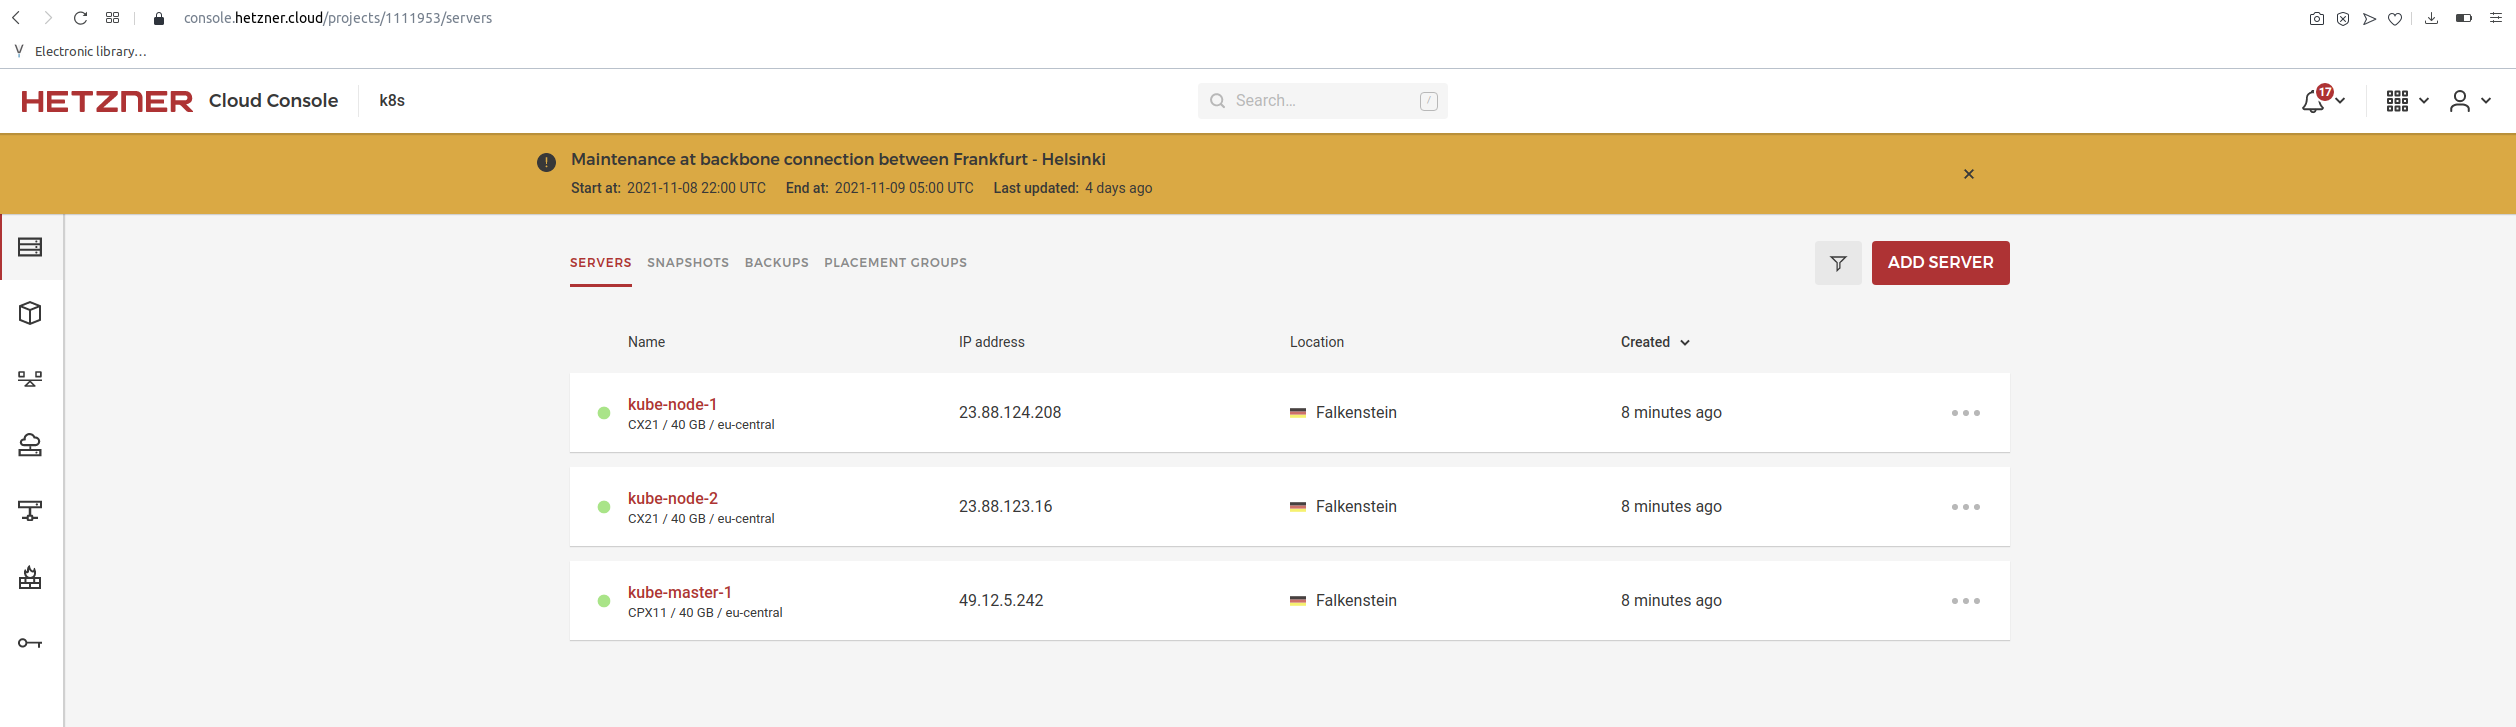 console.hetzner.cloud/projects/1111953/servers
Electronic library...
HETZNER Cloud Console k8s Search... / 17
! Maintenance at backbone connection between Frankfurt - Helsinki
Start at: 2021-11-08 22:00 UTC End at: 2021-11-09 05:00 UTC Last updated: 4 days ago
SERVERS SNAPSHOTS BACKUPS PLACEMENT GROUPS ADD SERVER
Name IP address Location Created
kube-node-1 23.88.124.208 Falkenstein 8 minutes ago
CX21 / 40 GB / eu-central
kube-node-2 23.88.123.16 Falkenstein 8 minutes ago
CX21 / 40 GB / eu-central
kube-master-1 49.12.5.242 Falkenstein 8 minutes ago
CPX11 / 40 GB / eu-central